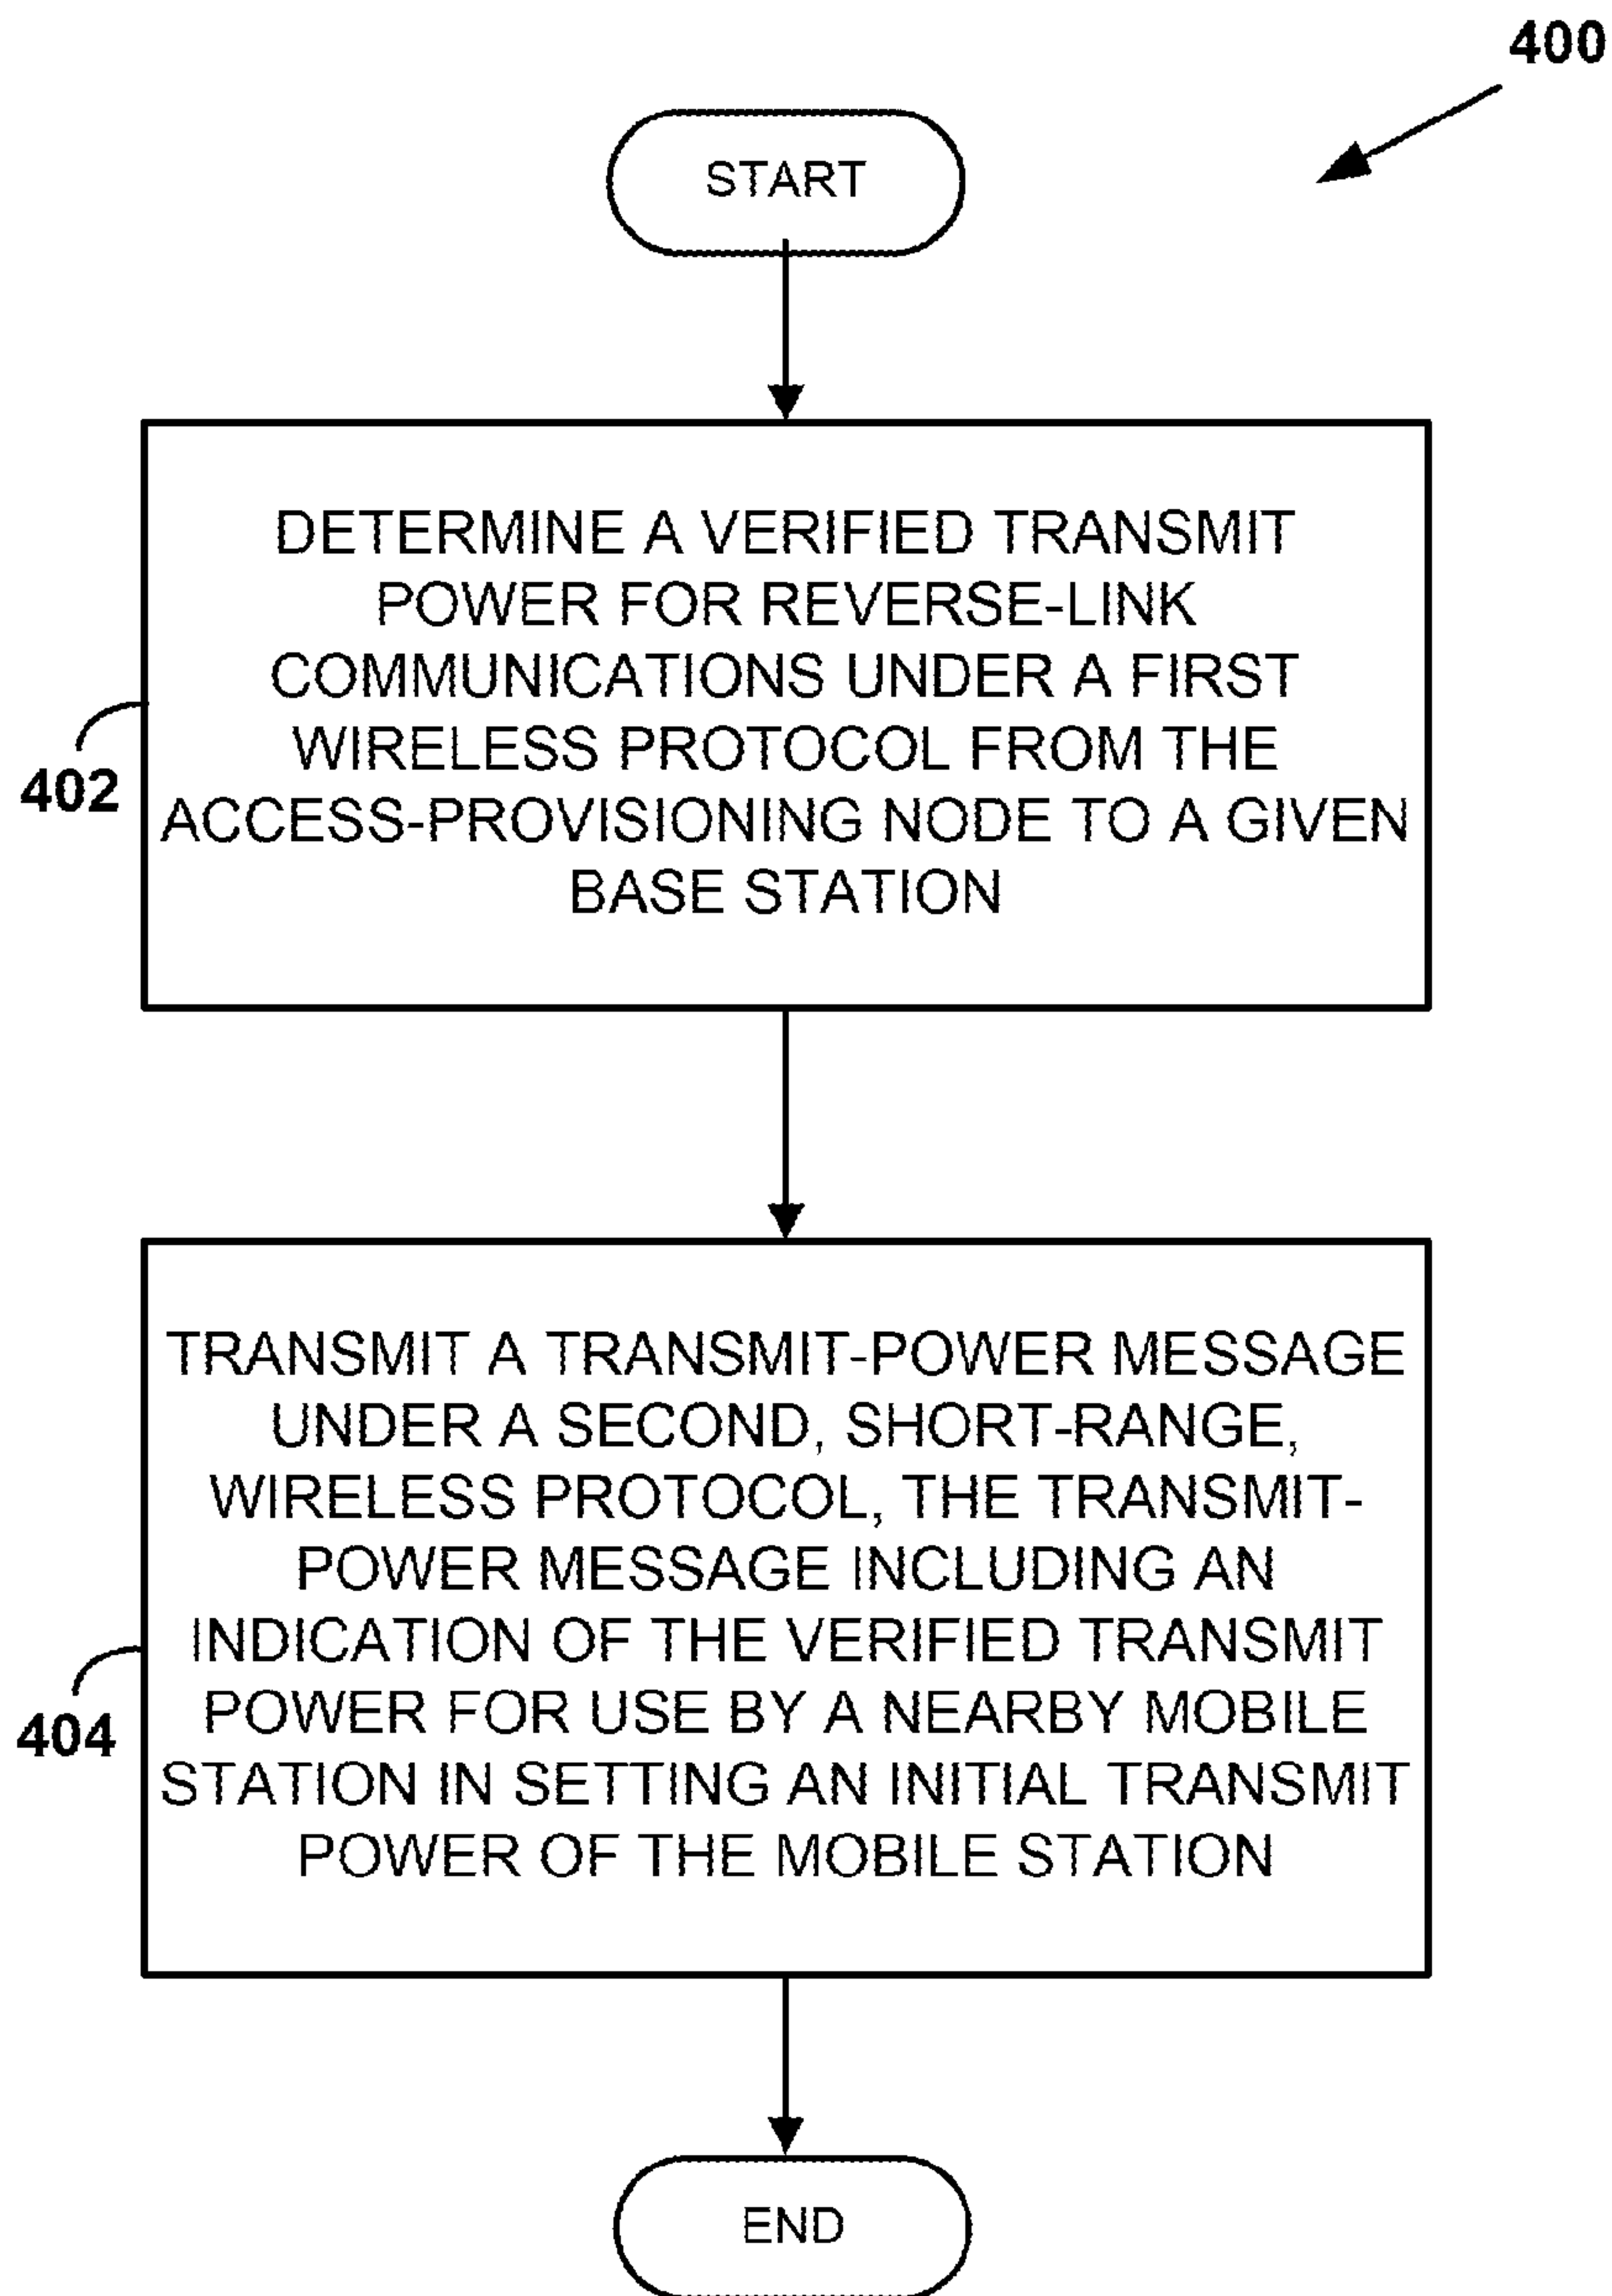 400
START
DETERMINE A VERIFIED TRANSMIT
POWER FOR REVERSE-LINK
COMMUNICATIONS UNDER A FIRST
WIRELESS PROTOCOL FROM THE
ACCESS-PROVISIONING NODE TO A GIVEN
BASE STATION
402
TRANSMIT A TRANSMIT-POWER MESSAGE
UNDER A SECOND, SHORT-RANGE,
WIRELESS PROTOCOL, THE TRANSMIT-
POWER MESSAGE INCLUDING AN
INDICATION OF THE VERIFIED TRANSMIT
POWER FOR USE BY A NEARBY MOBILE
STATION IN SETTING AN INITIAL TRANSMIT
POWER OF THE MOBILE STATION
404
END